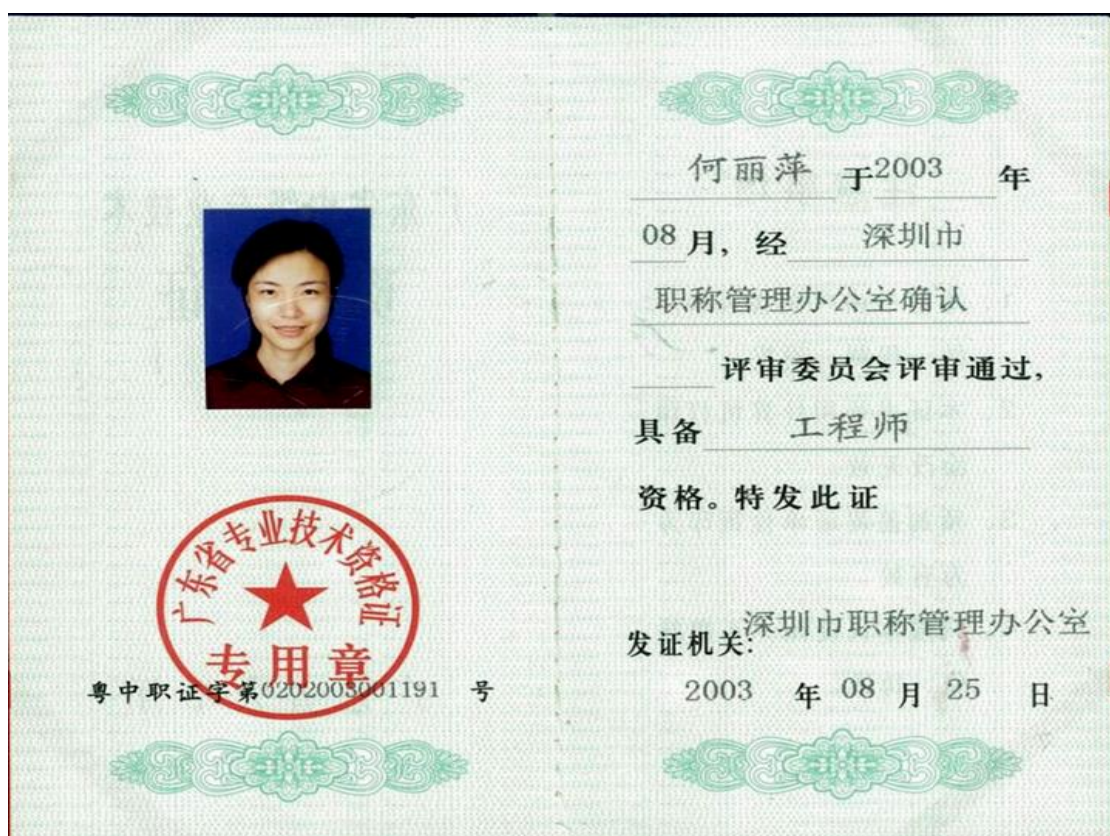 广东省专业技术资格证
专用章
粤中职证字第0202003001191 号
何丽萍 于2003 年
08 月，经 深圳市
职称管理办公室确认
评审委员会评审通过，
具备 工程师
资格。特发此证
发证机关:深圳市职称管理办公室
2003 年 08 月 25 日